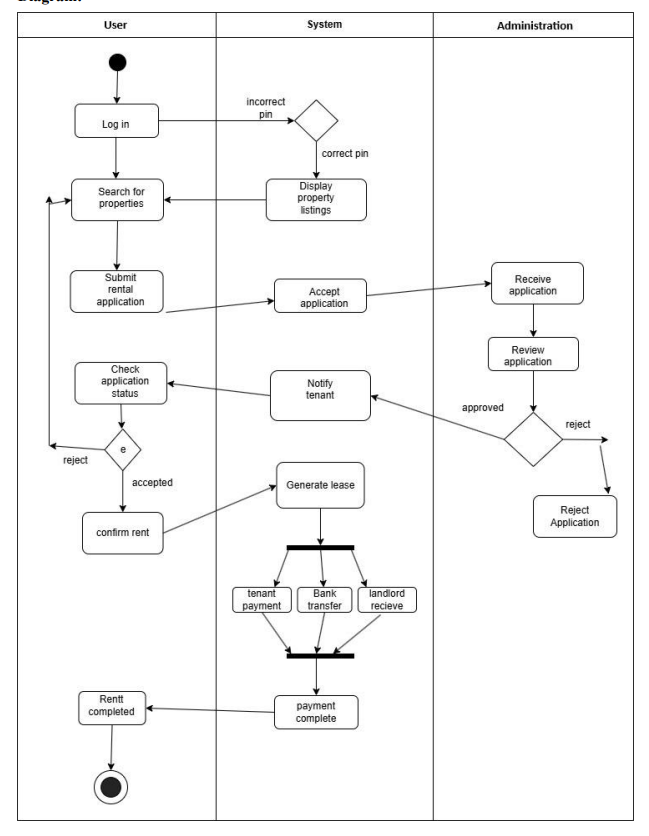 User
System
Administration
incorrect
pin
Log in
correct pin
Search for
properties
Display
property
listings
Submit
rental
application
Accept
application
Receive
application
Review
application
Check
application
status
Notify
tenant
approved
reject
e
reject
accepted
Generate lease
Reject
Application
confirm rent
tenant
payment
Bank
transfer
landlord
recieve
Rentt
completed
payment
complete